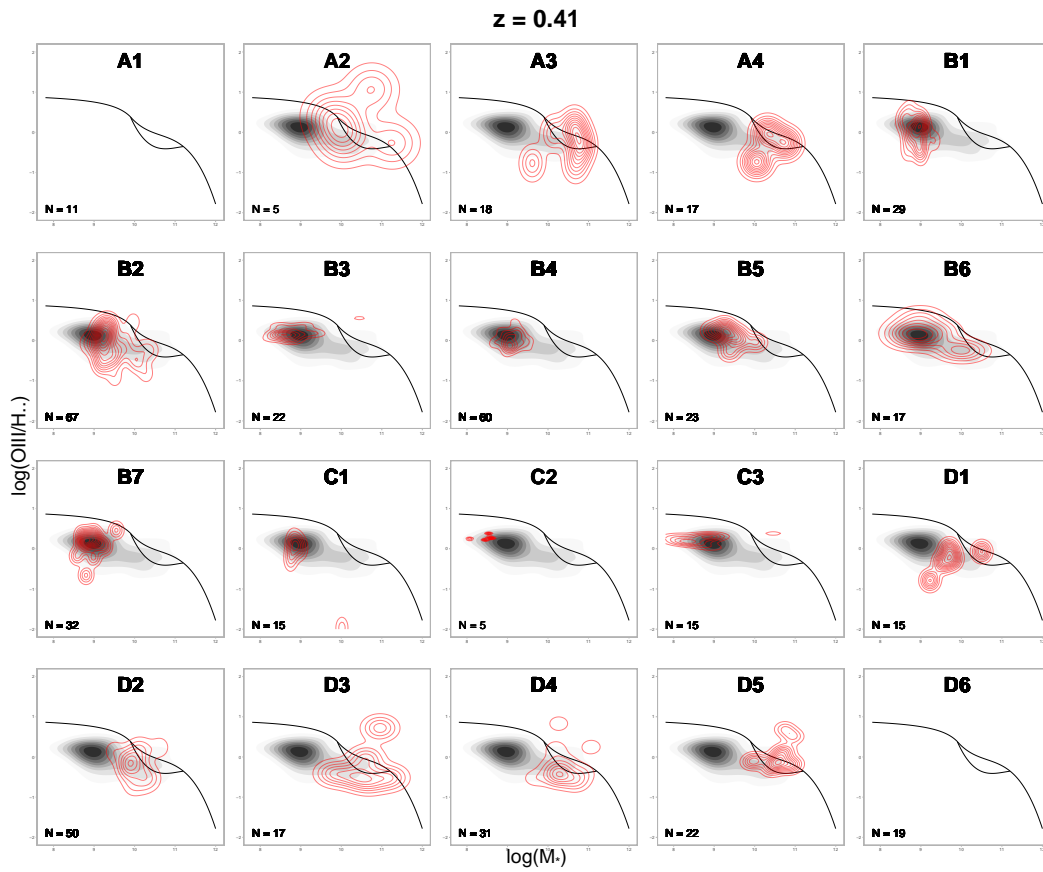 z = 0.41
A1 A2 A3 A4 B1
N = 11 N = 5 N = 18 N = 17 N = 29
B2 B3 B4 B5 B6
N = 67 N = 22 N = 60 N = 23 N = 17
B7 C1 C2 C3 D1
N = 32 N = 15 N = 5 N = 15 N = 15
D2 D3 D4 D5 D6
N = 50 N = 17 N = 31 N = 22 N = 19
log(OIII/H..)
log(M*)